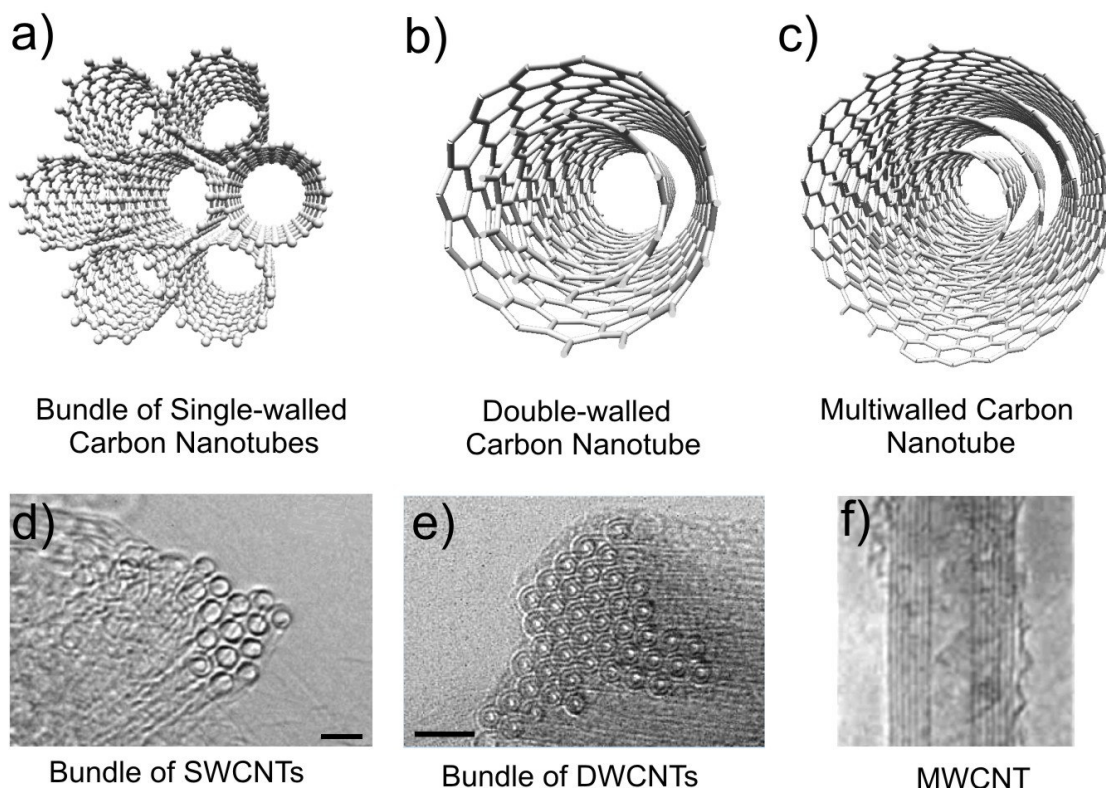 a)
b)
c)
Bundle of Single-walled
Carbon Nanotubes
Double-walled
Carbon Nanotube
Multiwalled Carbon
Nanotube
d)
e)
f)
Bundle of SWCNTs
Bundle of DWCNTs
MWCNT